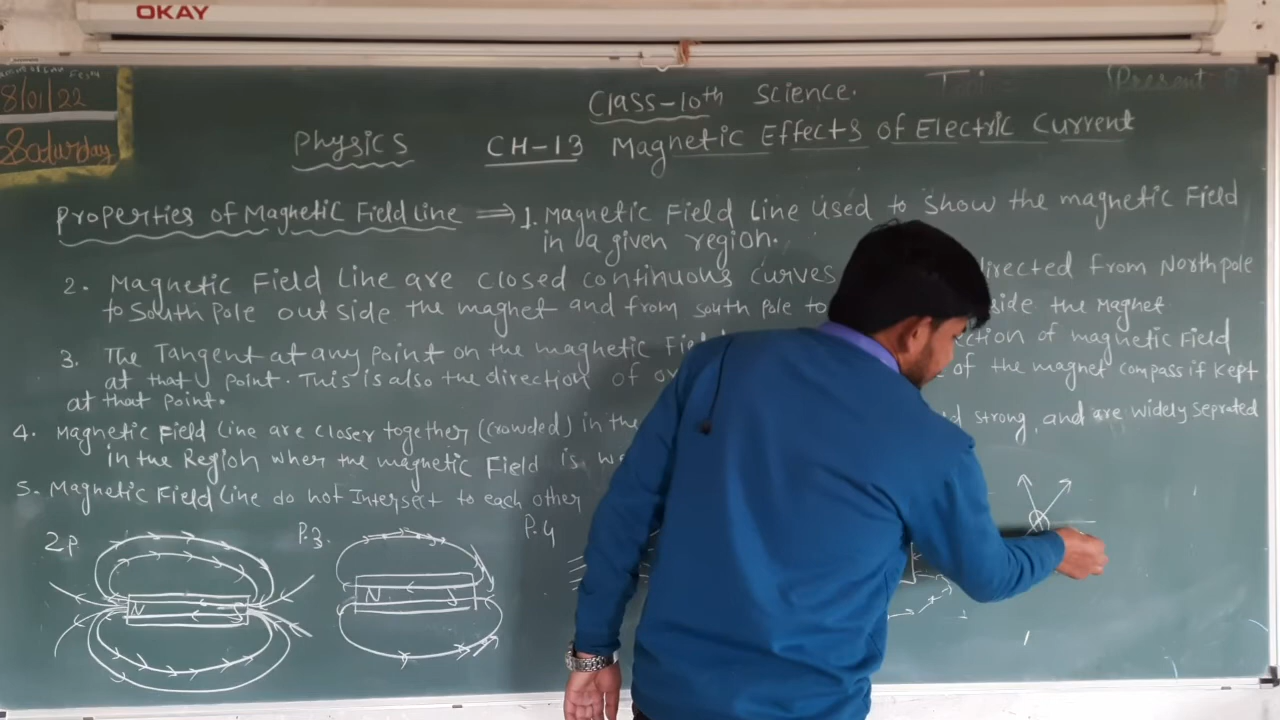 OKAY
8/01/22
Saturday
Class-10th Science.
(Present
Physics CH-13 Magnetic Effects of Electric Current
Properties of Magnetic Field Line ⇒ 1. Magnetic Field Line used to show the magnetic Field
in a given region.
2. Magnetic Field Line are closed continuous curves directed from North pole
to South Pole out side the magnet and from south pole to side the Magnet
3. The Tangent at any point on the magnetic ction of magnetic Field
at that point. This is also the direction of of the magnet compass if kept
at that point.
4. Magnetic Field Line are closer together (crowded) in the strong, and are widely seprated
in the Region wher the magnetic Field is
5. Magnetic Field Line do not Intersect to each other
2P P.3. P.4
N S
N S